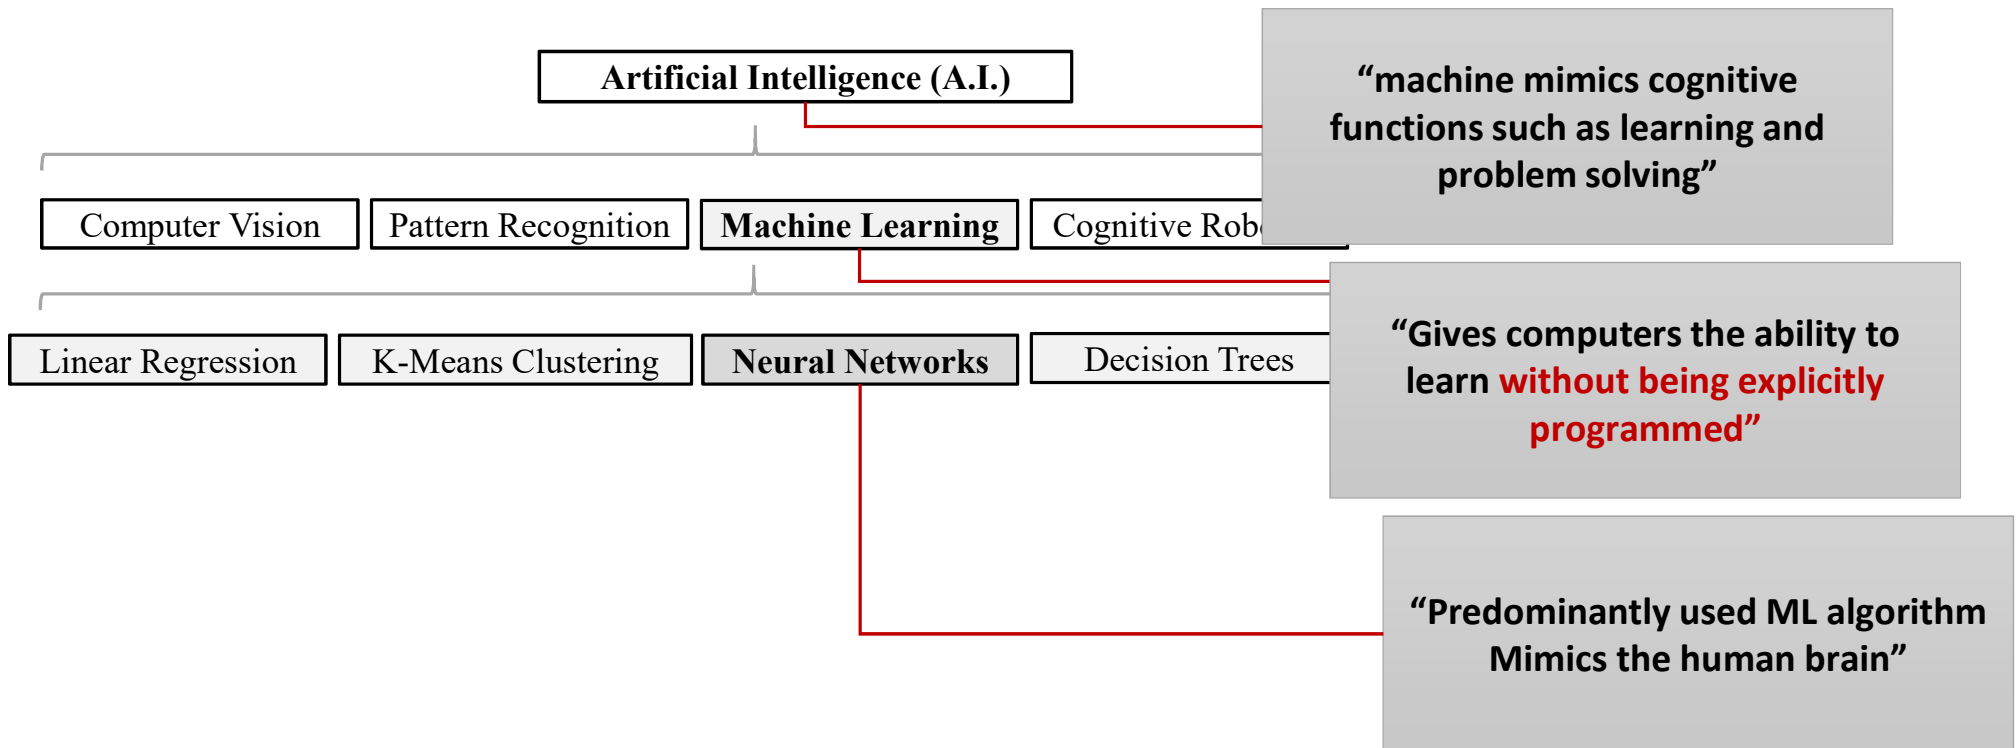 Artificial Intelligence (A.I.)
“machine mimics cognitive
functions such as learning and
problem solving”
Computer Vision
Pattern Recognition
Machine Learning
Cognitive
“Gives computers the ability to
learn without being explicitly
programmed”
Linear Regression
K-Means Clustering
Neural Networks
Decision Trees
“Predominantly used ML algorithm
Mimics the human brain”